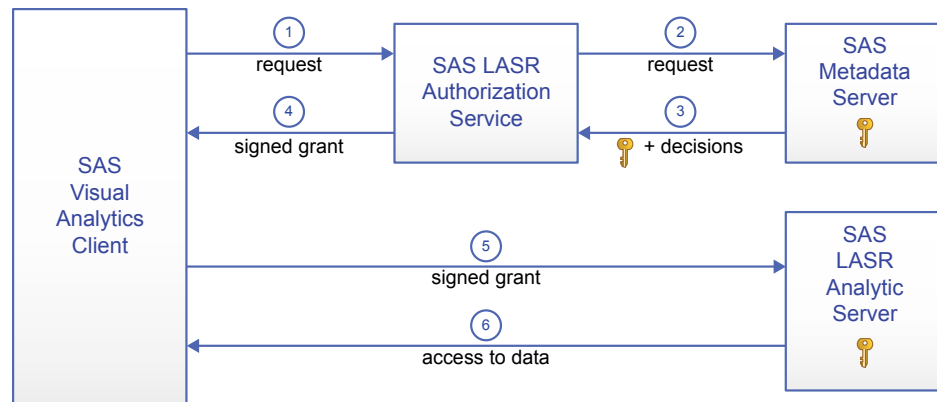 1
request
2
request
SAS LASR
Authorization
Service
SAS
Metadata
Server
4
signed grant
3
+ decisions
SAS
Visual
Analytics
Client
5
signed grant
SAS
LASR
Analytic
Server
6
access to data